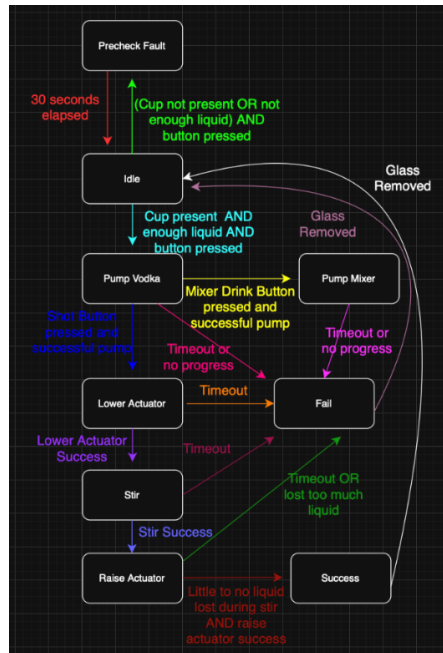 Precheck Fault
30 seconds
elapsed
(Cup not present OR not
enough liquid) AND
button pressed
Idle
Glass
Removed
Glass
Removed
Cup present AND
enough liquid AND
button pressed
Pump Vodka
Pump Mixer
Mixer Drink Button
pressed and
successful pump
Shot Button
pressed and
successful pump
Timeout or
no progress
Timeout or
no progress
Lower Actuator
Timeout
Fail
Lower Actuator
Success
Timeout
Stir
Timeout OR
lost too much
liquid
Stir Success
Raise Actuator
Success
Little to no liquid
lost during stir
AND raise
actuator success